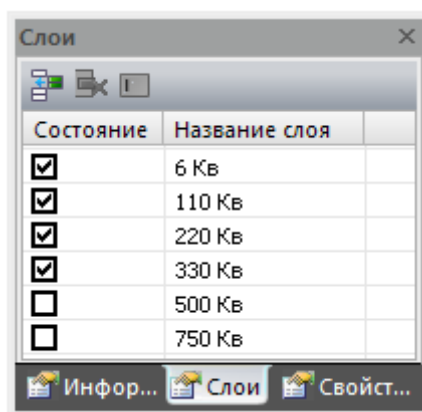 Слои
Состояние Название слоя
6 Кв
110 Кв
220 Кв
330 Кв
500 Кв
750 Кв
Инфор... Слои Свойст...